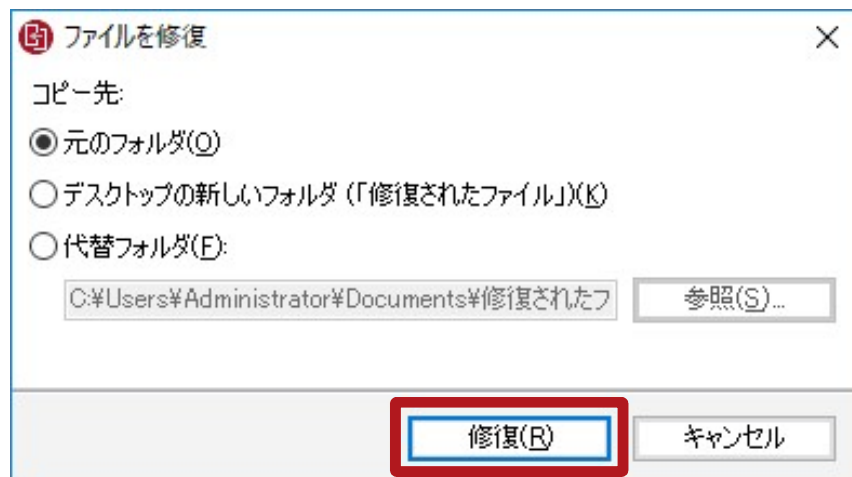 ファイルを修復
コピー先:
元のフォルダ(O)
デスクトップの新しいフォルダ (「修復されたファイル」)(K)
代替フォルダ(F):
C:¥Users¥Administrator¥Documents¥修復されたフ
参照(S)...
修復(R)
キャンセル